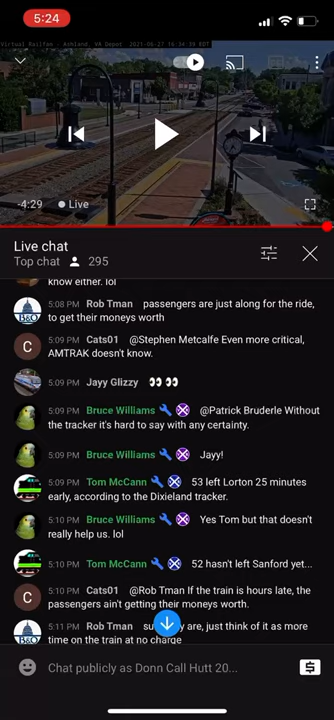 5:24
Virtual Railfan - Ashland, VA Depot 2021-06-27 16:34:39 EDT
-4:29 Live
Live chat
Top chat 295
know either. lol
5:08 PM Rob Tman passengers are just along for the ride,
to get their moneys worth
C 5:09 PM Cats01 @Stephen Metcalfe Even more critical,
AMTRAK doesn't know.
5:09 PM Jayy Glizzy 👀👀
5:09 PM Bruce Williams @Patrick Bruderle Without
the tracker it's hard to say with any certainty.
5:09 PM Bruce Williams Jayy!
5:09 PM Tom McCann 53 left Lorton 25 minutes
early, according to the Dixieland tracker.
5:10 PM Bruce Williams Yes Tom but that doesn't
really help us. lol
5:10 PM Tom McCann 52 hasn't left Sanford yet...
C 5:10 PM Cats01 @Rob Tman If the train is hours late, the
passengers ain't getting their moneys worth.
5:11 PM Rob Tman are, just think of it as more
time on the train at no charge
Chat publicly as Donn Call Hutt 20...